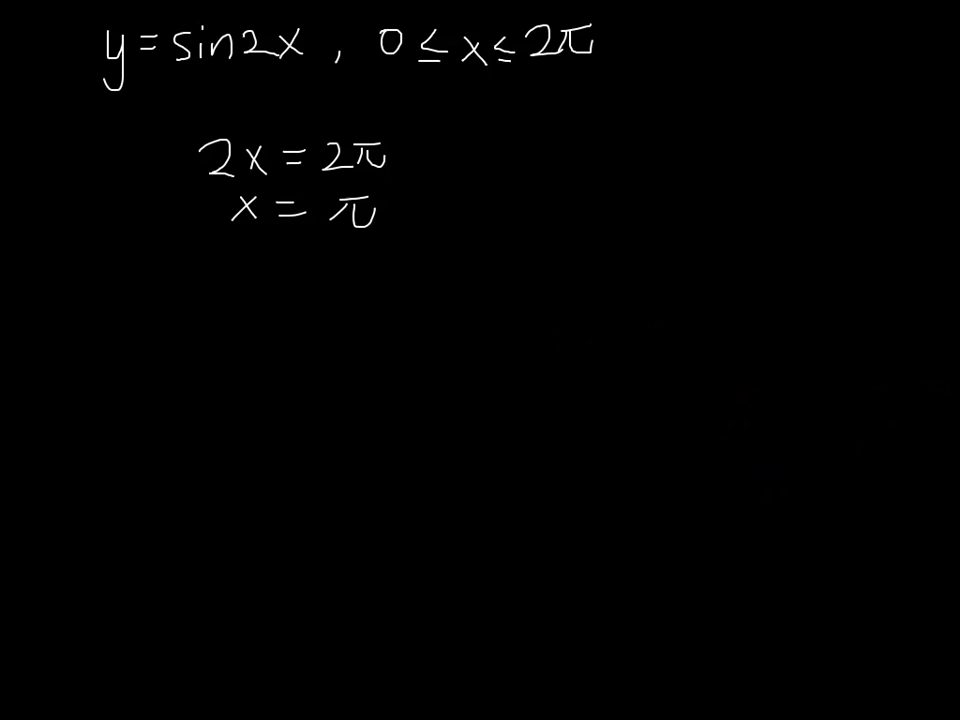 y = sin2x , 0 ≤ x ≤ 2π
2x = 2π
x = π